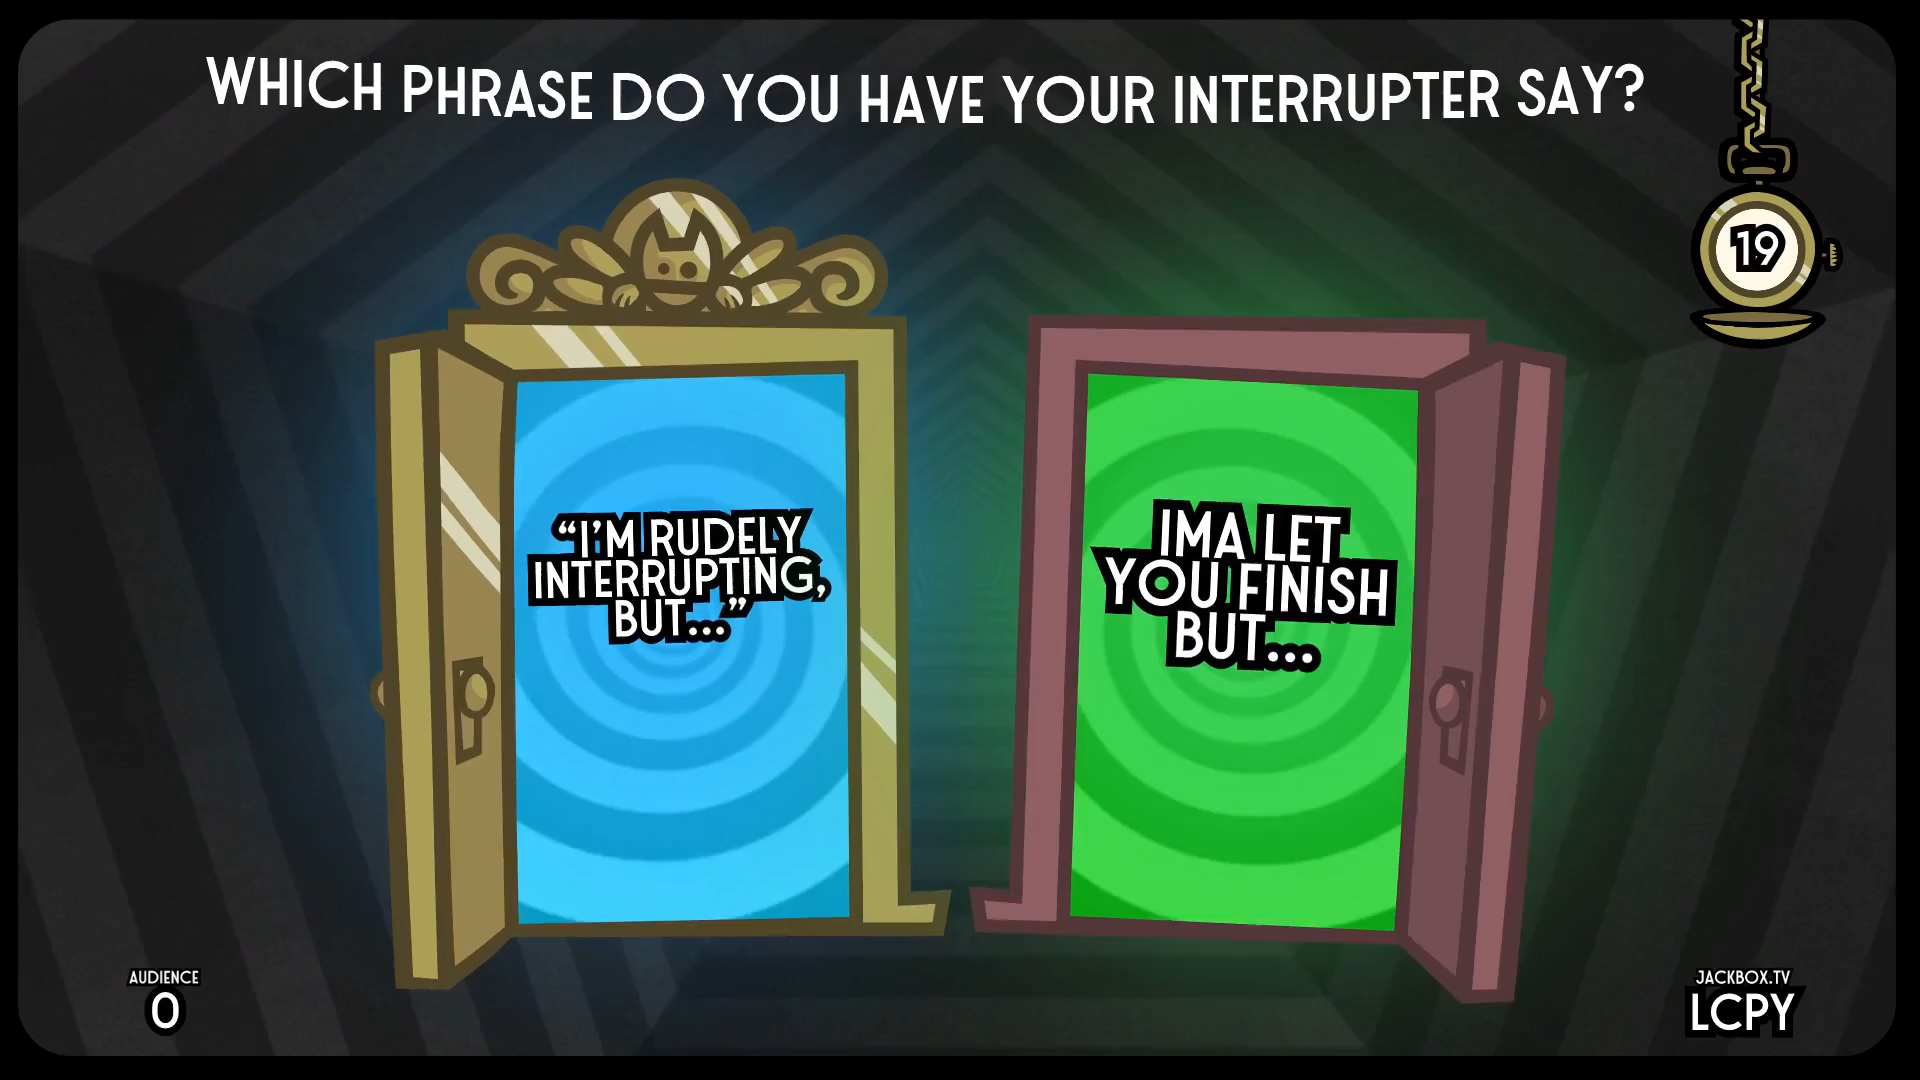 WHICH PHRASE DO YOU HAVE YOUR INTERRUPTER SAY?
19
“I’M RUDELY
INTERRUPTING,
BUT...”
IMA LET
YOU FINISH
BUT...
AUDIENCE
0
JACKBOX.TV
LCPY